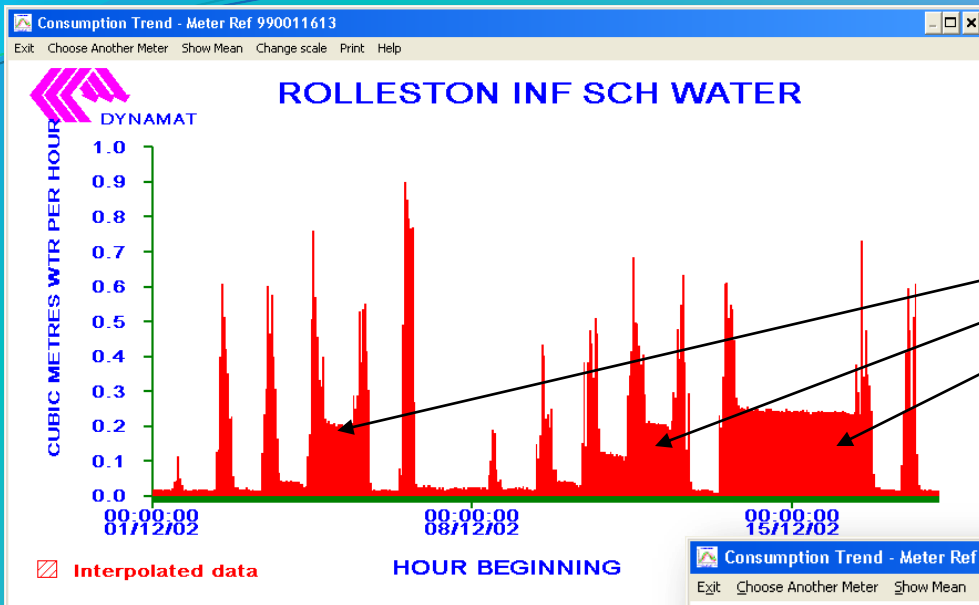 Consumption Trend - Meter Ref 990011613
Exit Choose Another Meter Show Mean Change scale Print Help
DYNAMAT
ROLLESTON INF SCH WATER
CUBIC METRES WTR PER HOUR
1.0
0.9
0.8
0.7
0.6
0.5
0.4
0.3
0.2
0.1
0.0
00:00:00 00:00:00 00:00:00
01/12/02 08/12/02 15/12/02
HOUR BEGINNING
Interpolated data
Consumption Trend - Meter Ref
Exit Choose Another Meter Show Mean